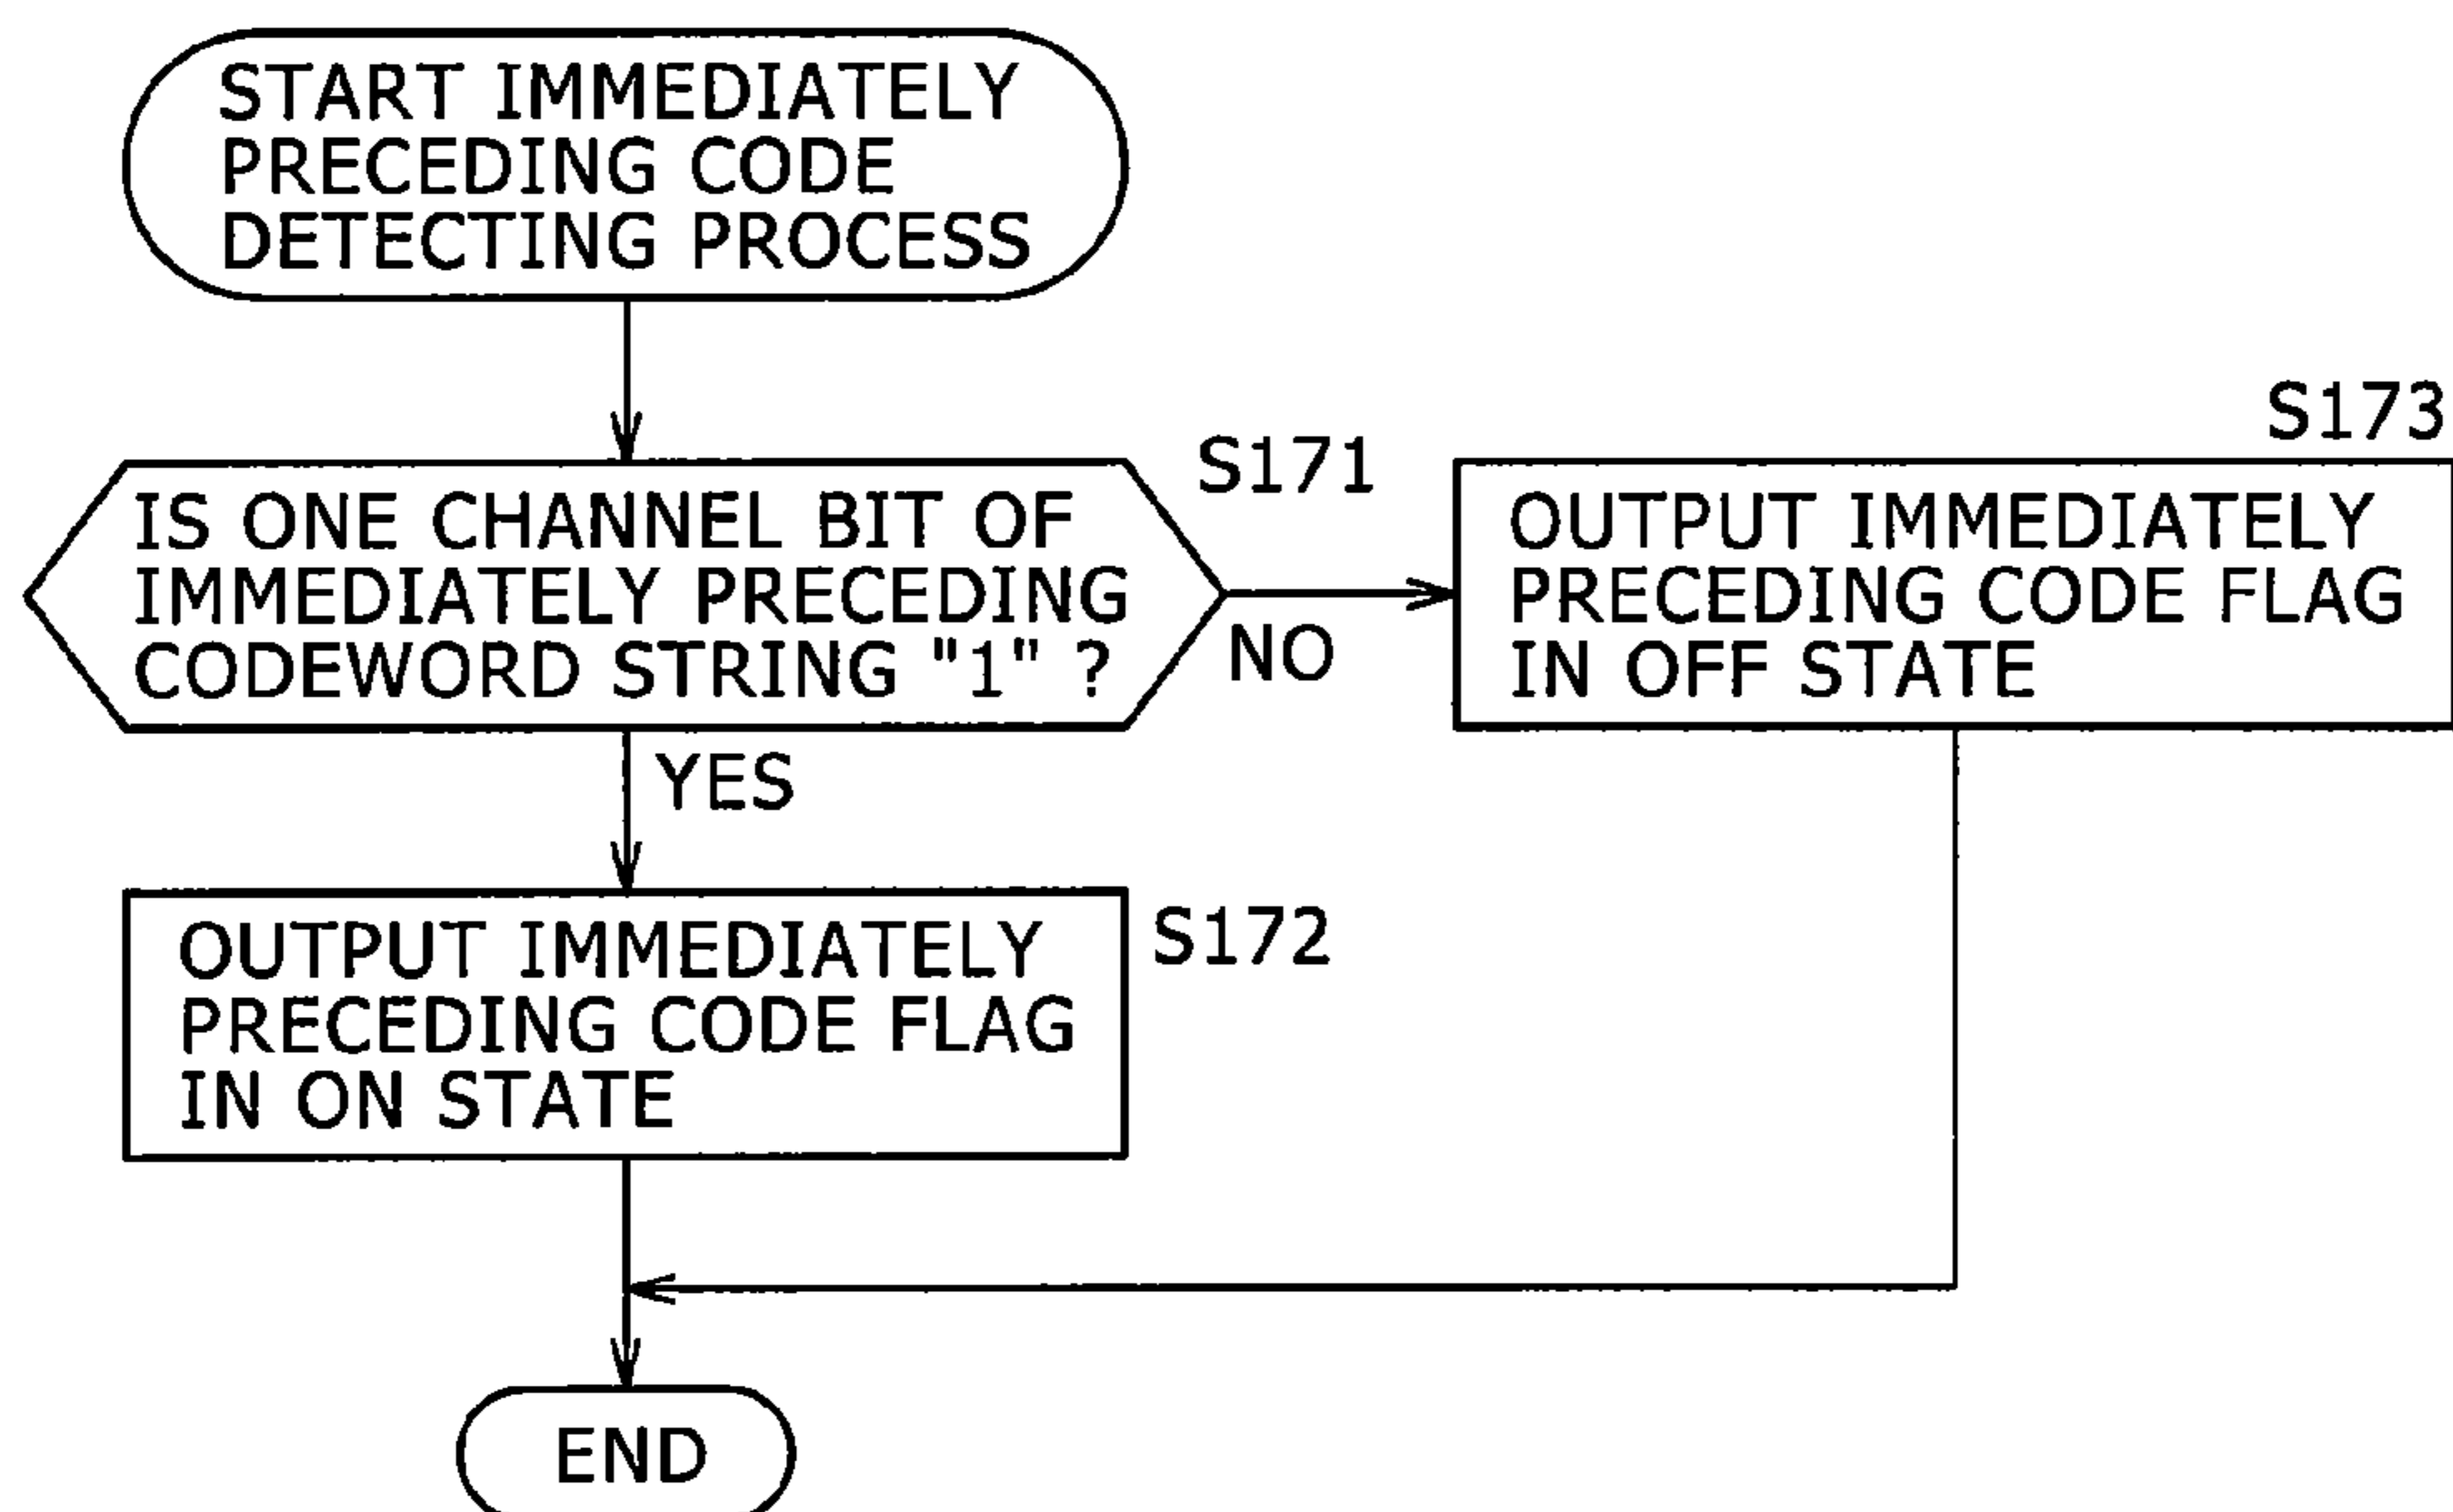 START IMMEDIATELY
PRECEDING CODE
DETECTING PROCESS
S171
IS ONE CHANNEL BIT OF
IMMEDIATELY PRECEDING
CODEWORD STRING "1" ?
NO
YES
S173
OUTPUT IMMEDIATELY
PRECEDING CODE FLAG
IN OFF STATE
S172
OUTPUT IMMEDIATELY
PRECEDING CODE FLAG
IN ON STATE
END